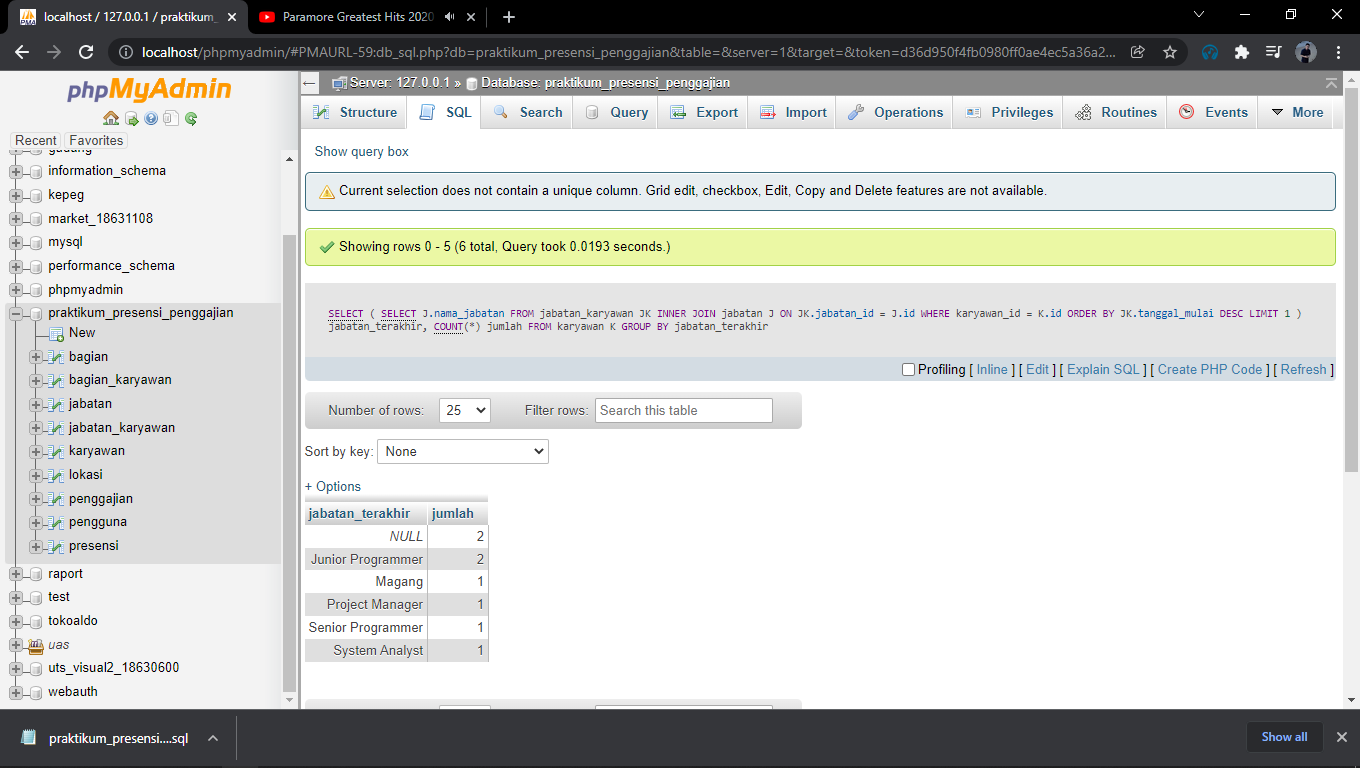 localhost / 127.0.0.1 / praktikum_
Paramore Greatest Hits 2020
localhost/phpmyadmin/#PMAURL-59:db_sql.php?db=praktikum_presensi_penggajian&table=&server=1&target=&token=d36d950f4fb0980ff0ae4ec5a36a2...
phpMyAdmin
Recent Favorites
gudang
information_schema
kepeg
market_18631108
mysql
performance_schema
phpmyadmin
praktikum_presensi_penggajian
New
bagian
bagian_karyawan
jabatan
jabatan_karyawan
karyawan
lokasi
penggajian
pengguna
presensi
raport
test
tokoaldo
uas
uts_visual2_18630600
webauth
Server: 127.0.0.1 » Database: praktikum_presensi_penggajian
Structure SQL Search Query Export Import Operations Privileges Routines Events More
Show query box
Current selection does not contain a unique column. Grid edit, checkbox, Edit, Copy and Delete features are not available.
Showing rows 0 - 5 (6 total, Query took 0.0193 seconds.)
SELECT ( SELECT J.nama_jabatan FROM jabatan_karyawan JK INNER JOIN jabatan J ON JK.jabatan_id = J.id WHERE karyawan_id = K.id ORDER BY JK.tanggal_mulai DESC LIMIT 1 )
jabatan_terakhir, COUNT(*) jumlah FROM karyawan K GROUP BY jabatan_terakhir
Profiling [ Inline ] [ Edit ] [ Explain SQL ] [ Create PHP Code ] [ Refresh ]
Number of rows: 25 Filter rows: Search this table
Sort by key: None
+ Options
jabatan_terakhir jumlah
NULL 2
Junior Programmer 2
Magang 1
Project Manager 1
Senior Programmer 1
System Analyst 1
praktikum_presensi....sql
Show all